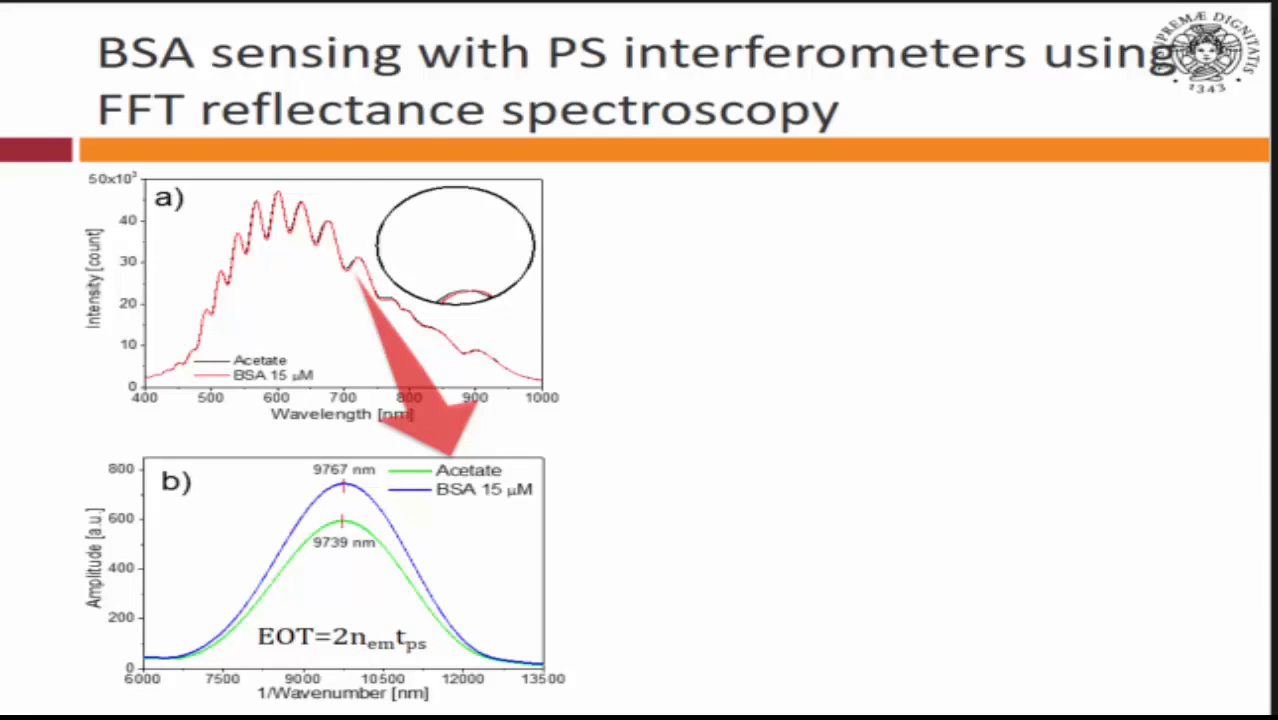 BSA sensing with PS interferometers using
FFT reflectance spectroscopy
SUPREMÆ DIGNITATIS
1343
a)
50x10³
40
30
20
10
0
Intensity [count]
Acetate
BSA 15 µM
400 500 600 700 800 900 1000
Wavelength [nm]
b)
800
600
400
200
0
Amplitude [a.u.]
9767 nm
Acetate
BSA 15 µM
9739 nm
EOT=2nemtps
6000 7500 9000 10500 12000 13500
1/Wavenumber [nm]